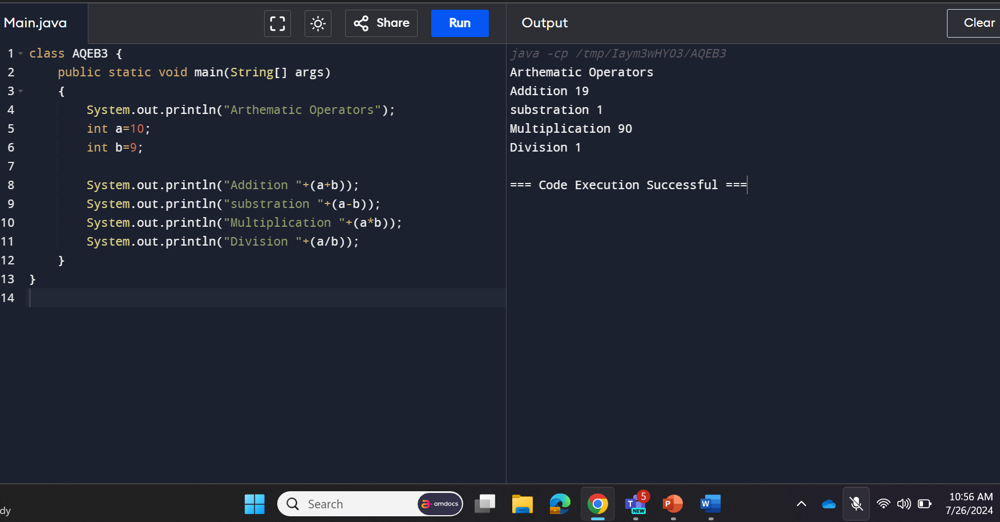 Main.java
Share
Run
Output
Clear
1 class AQEB3 {
2     public static void main(String[] args)
3     {
4         System.out.println("Arthematic Operators");
5         int a=10;
6         int b=9;
7
8         System.out.println("Addition "+(a+b));
9         System.out.println("substration "+(a-b));
10         System.out.println("Multiplication "+(a*b));
11         System.out.println("Division "+(a/b));
12     }
13 }
14
java -cp /tmp/Iaym3wHYO3/AQEB3
Arthematic Operators
Addition 19
substration 1
Multiplication 90
Division 1
=== Code Execution Successful ===
dy
Search
amdocs
T
5
NEW
P
W
10:56 AM
7/26/2024